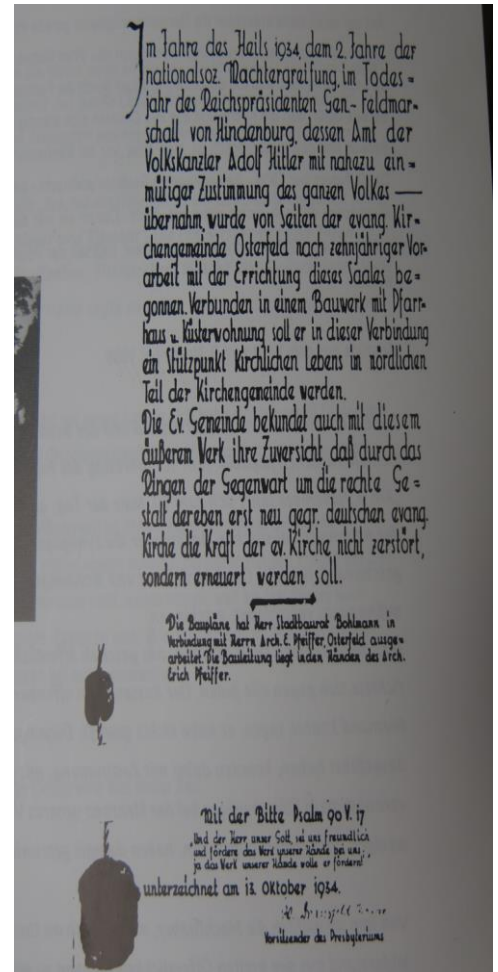 Im Jahre des Heils 1934, dem 2. Jahre der
nationalsoz. Machtergreifung, im Todes=
jahr des Reichspräsidenten Gen.- Feldmar=
schall von Hindenburg, dessen Amt der
Volkskanzler Adolf Hitler mit nahezu ein=
mütiger Zustimmung des ganzen Volkes —
übernahm, wurde von Seiten der evang. Kir=
chengemeinde Osterfeld nach zehnjähriger Vor=
arbeit mit der Errichtung dieses Saales be=
gonnen. Verbunden in einem Bauwerk mit Pfarr=
haus u. Küsterwohnung soll er in dieser Verbindung
ein Stützpunkt kirchlichen Lebens in nördlichen
Teil der Kirchengemeinde werden.
Die Ev. Gemeinde bekundet auch mit diesem
äußeren Werk ihre Zuversicht, daß durch das
Ringen der Gegenwart um die rechte Ge=
stalt dereben erst neu gegr. deutschen evang.
Kirche die Kraft der ev. Kirche nicht zerstört,
sondern erneuert werden soll.
Die Baupläne hat Herr Stadtbaurat Bohlmann in
Verbindung mit Herrn Arch. E. Pfeiffer, Osterfeld ausge=
arbeitet. Die Bauleitung liegt in den Händen des Arch.
Erich Pfeiffer.
Mit der Bitte Psalm 90 V. 17
„Und der Herr, unser Gott, sei uns freundlich
und fördere das Werk unserer Hände bei uns,
ja das Werk unserer Hände wolle er fördern!"
unterzeichnet am 13. Oktober 1934.
Vorsitzender des Presbyteriums